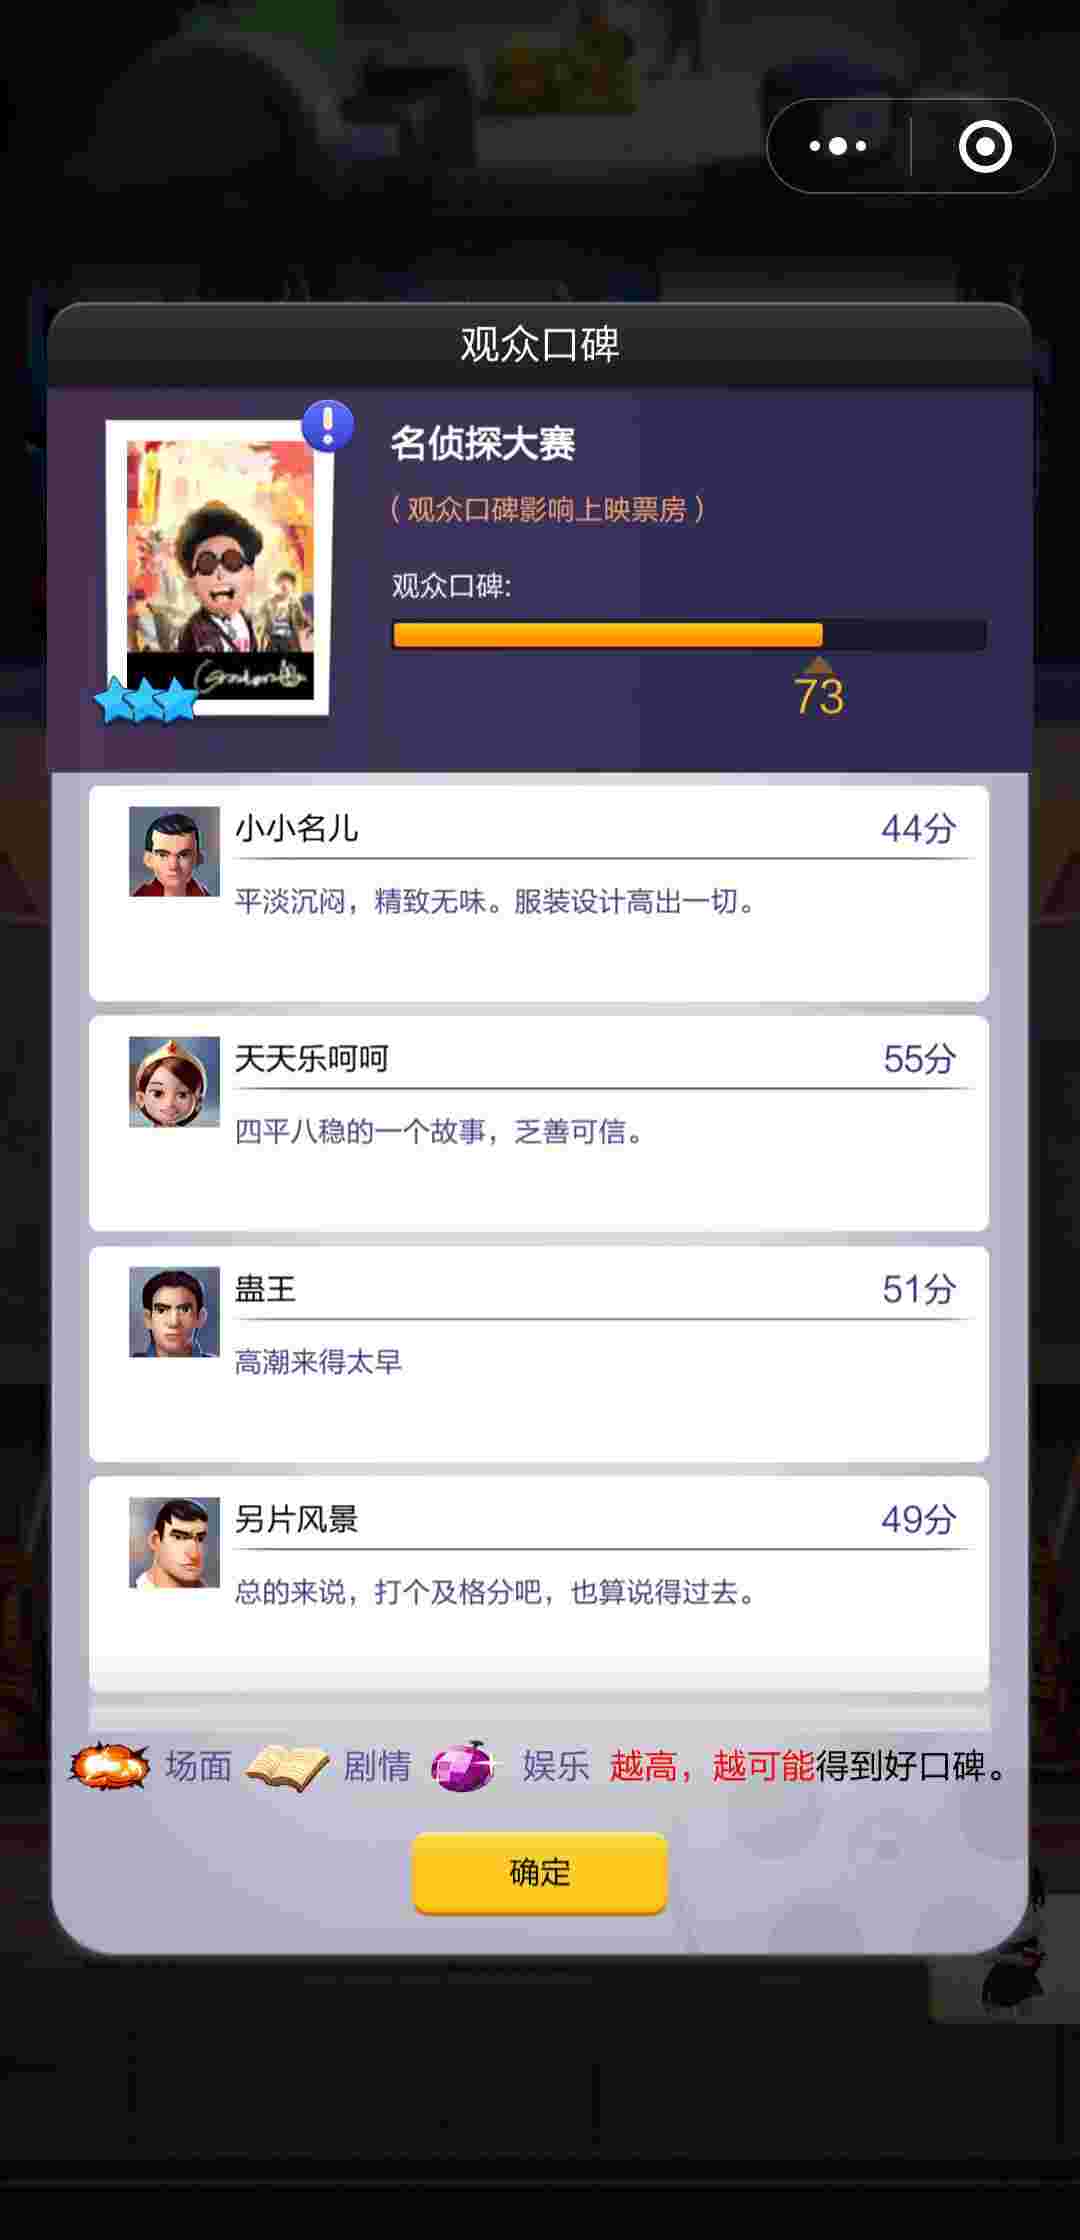 观众口碑
名侦探大赛
（观众口碑影响上映票房）
观众口碑:
73
小小名儿 44分
平淡沉闷，精致无味。服装设计高出一切。
天天乐呵呵 55分
四平八稳的一个故事，乏善可信。
蛊王 51分
高潮来得太早
另片风景 49分
总的来说，打个及格分吧，也算说得过去。
场面 剧情 娱乐 越高，越可能得到好口碑。
确定